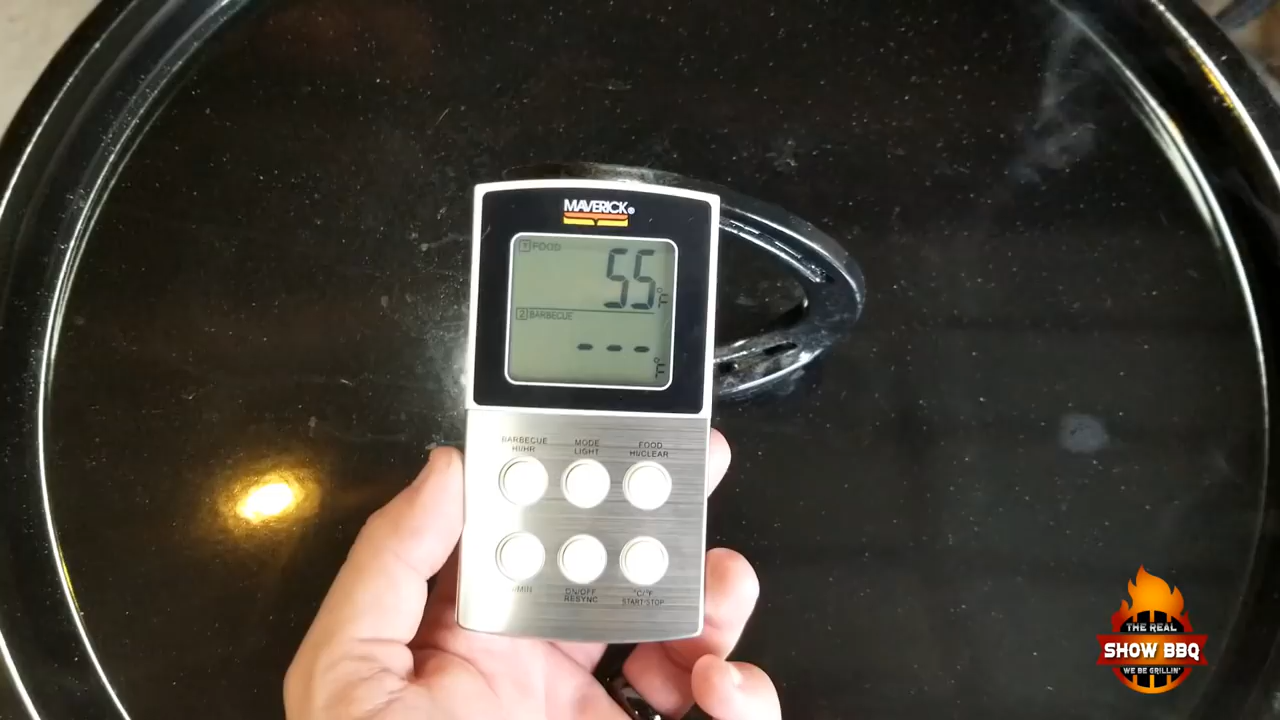 MAVERICK®
1 FOOD
55 °F
2 BARBECUE
- - - °F
BARBECUE
HI/HR
MODE
LIGHT
FOOD
HI/CLEAR
/MIN
ON/OFF
RESYNC
°C/°F
START/STOP
THE REAL
SHOW BBQ
WE BE GRILLIN'